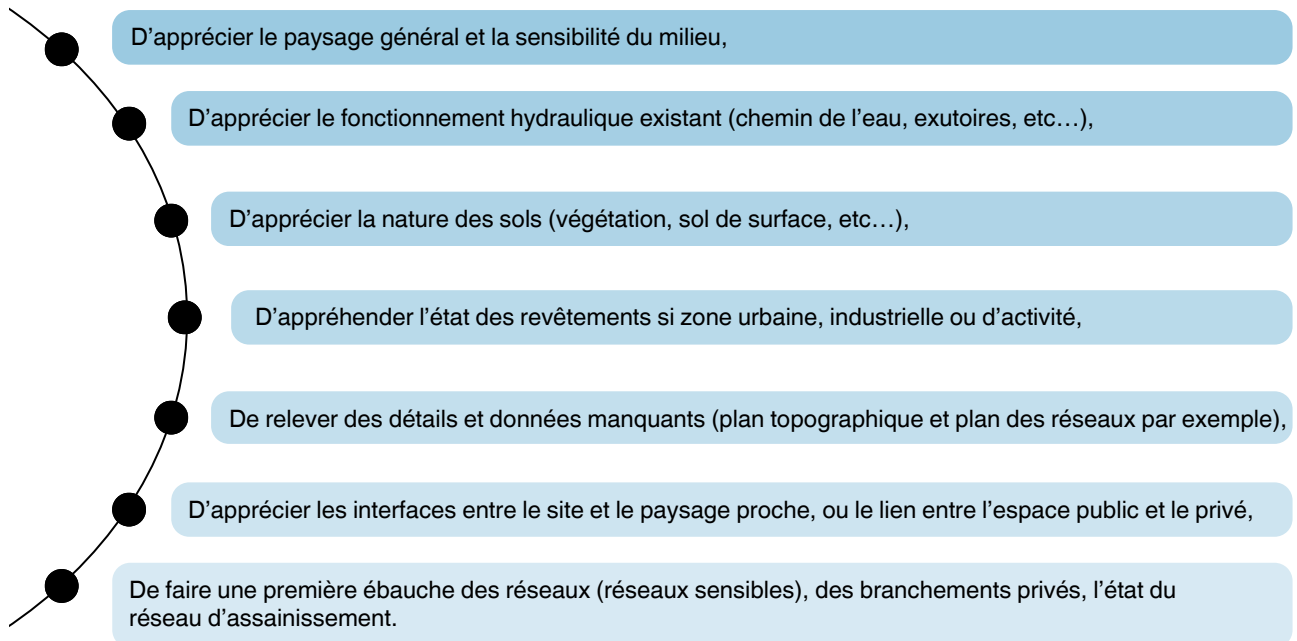 D’apprécier le paysage général et la sensibilité du milieu,
D’apprécier le fonctionnement hydraulique existant (chemin de l’eau, exutoires, etc…),
D’apprécier la nature des sols (végétation, sol de surface, etc…),
D’appréhender l’état des revêtements si zone urbaine, industrielle ou d’activité,
De relever des détails et données manquants (plan topographique et plan des réseaux par exemple),
D’apprécier les interfaces entre le site et le paysage proche, ou le lien entre l’espace public et le privé,
De faire une première ébauche des réseaux (réseaux sensibles), des branchements privés, l’état du
réseau d’assainissement.